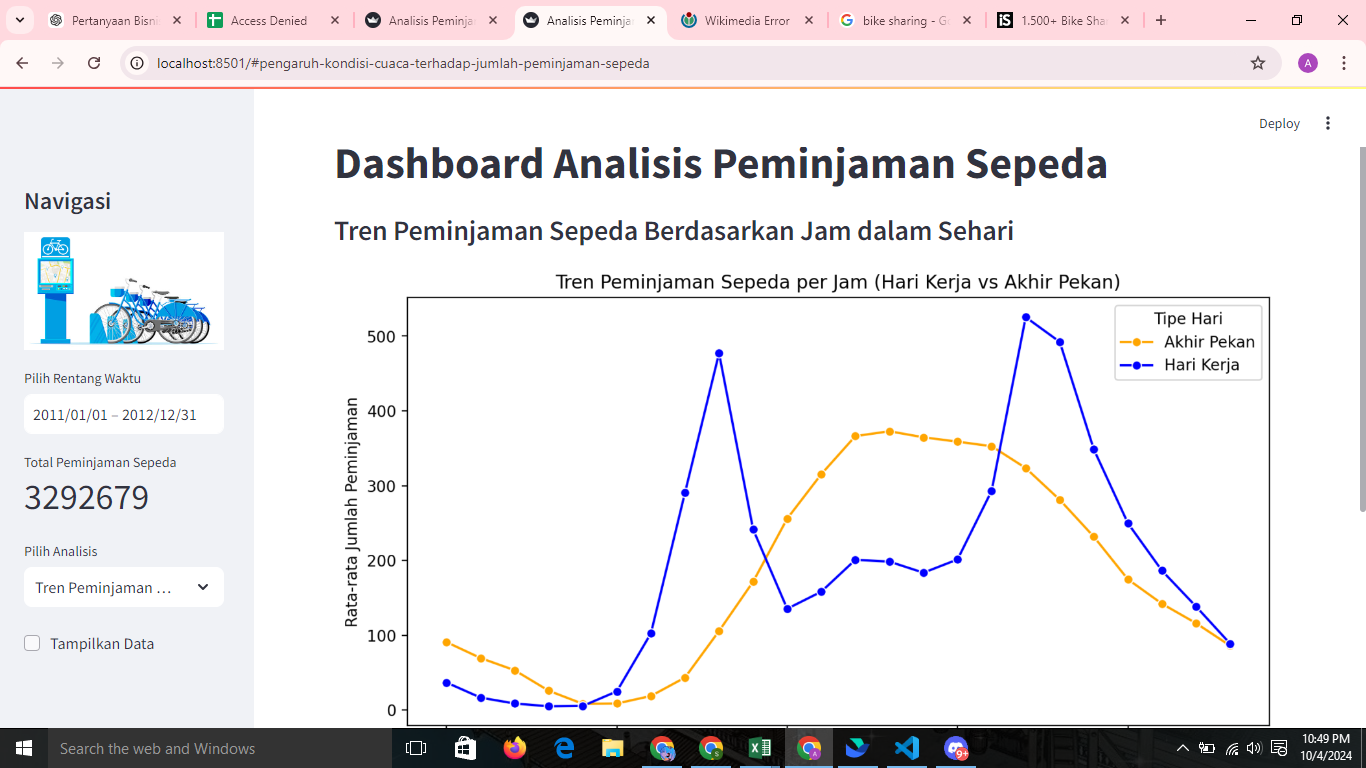 Pertanyaan Bisni
Access Denied
Analisis Peminja
Analisis Peminja
Wikimedia Error
bike sharing - Go
1.500+ Bike Shar
localhost:8501/#pengaruh-kondisi-cuaca-terhadap-jumlah-peminjaman-sepeda
A
Deploy
Navigasi
Pilih Rentang Waktu
2011/01/01 – 2012/12/31
Total Peminjaman Sepeda
3292679
Pilih Analisis
Tren Peminjaman ...
Tampilkan Data
Dashboard Analisis Peminjaman Sepeda
Tren Peminjaman Sepeda Berdasarkan Jam dalam Sehari
Tren Peminjaman Sepeda per Jam (Hari Kerja vs Akhir Pekan)
Tipe Hari
Akhir Pekan
Hari Kerja
Rata-rata Jumlah Peminjaman
500
400
300
200
100
0
Search the web and Windows
9+
10:49 PM
10/4/2024